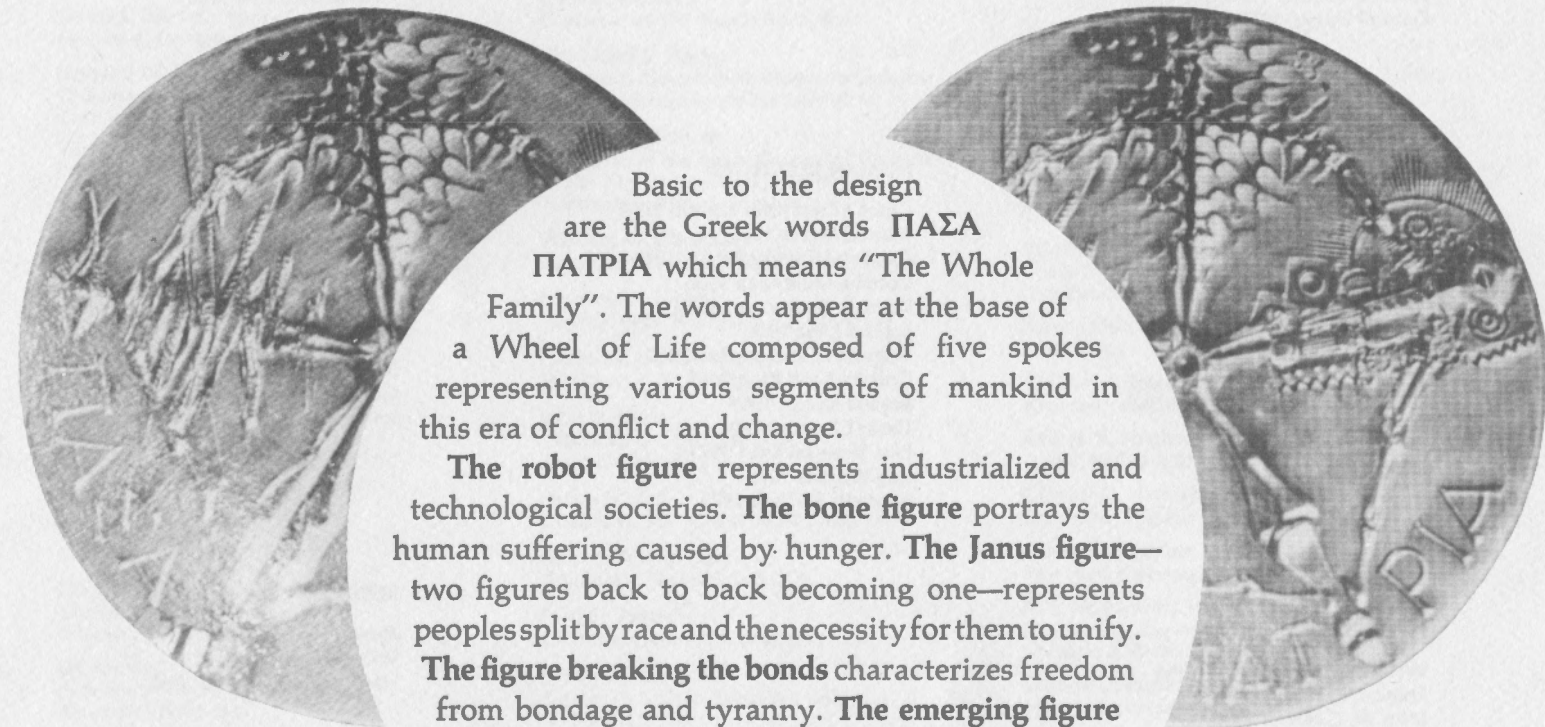 Basic to the design
are the Greek words ΠΑΣΑ
ΠΑΤΡΙΑ which means “The Whole
Family”. The words appear at the base of
a Wheel of Life composed of five spokes
representing various segments of mankind in
this era of conflict and change.
The robot figure represents industrialized and
technological societies. The bone figure portrays the
human suffering caused by hunger. The Janus figure—
two figures back to back becoming one—represents
peoples split by race and the necessity for them to unify.
The figure breaking the bonds characterizes freedom
from bondage and tyranny. The emerging figure
ΡΙΑ